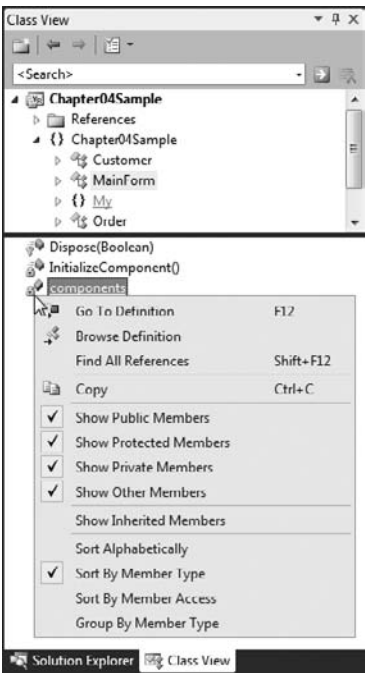 Class View
<Search>
Chapter04Sample
References
{} Chapter04Sample
Customer
MainForm
{} My
Order
Dispose(Boolean)
InitializeComponent()
components
Go To Definition F12
Browse Definition
Find All References Shift+F12
Copy Ctrl+C
Show Public Members
Show Protected Members
Show Private Members
Show Other Members
Show Inherited Members
Sort Alphabetically
Sort By Member Type
Sort By Member Access
Group By Member Type
Solution Explorer Class View